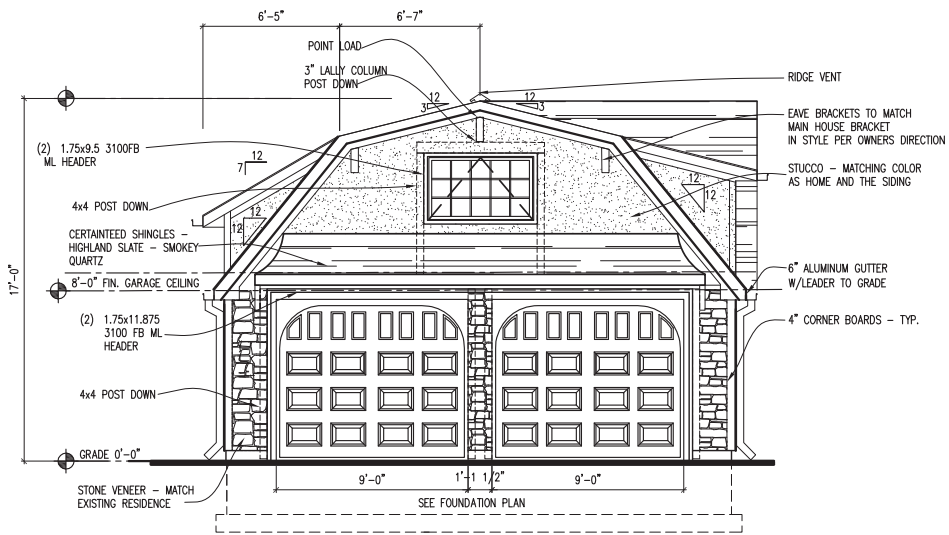 6'-5"
6'-7"
POINT LOAD
3" LALLY COLUMN
POST DOWN
12
3
12
3
RIDGE VENT
EAVE BRACKETS TO MATCH
MAIN HOUSE BRACKET
IN STYLE PER OWNERS DIRECTION
(2) 1.75x9.5 3100FB
ML HEADER
12
7
STUCCO - MATCHING COLOR
AS HOME AND THE SIDING
4x4 POST DOWN
12
12
12
12
CERTAINTEED SHINGLES -
HIGHLAND SLATE - SMOKEY
QUARTZ
17'-0"
8'-0" FIN. GARAGE CEILING
6" ALUMINUM GUTTER
W/LEADER TO GRADE
(2) 1.75x11.875
3100 FB ML
HEADER
4" CORNER BOARDS - TYP.
4x4 POST DOWN
GRADE 0'-0"
STONE VENEER - MATCH
EXISTING RESIDENCE
9'-0"
1'-1 1/2"
9'-0"
SEE FOUNDATION PLAN